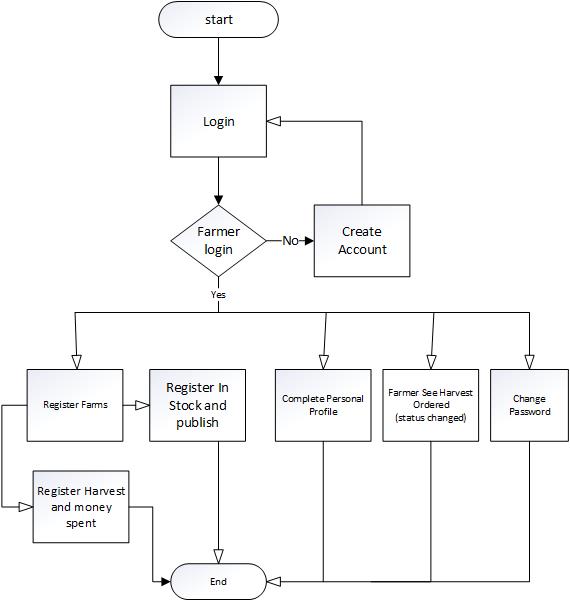 start
Login
Farmer
login
No
Create
Account
Yes
Register Farms
Register In
Stock and
publish
Complete Personal
Profile
Farmer See Harvest
Ordered
(status changed)
Change
Password
Register Harvest
and money
spent
End